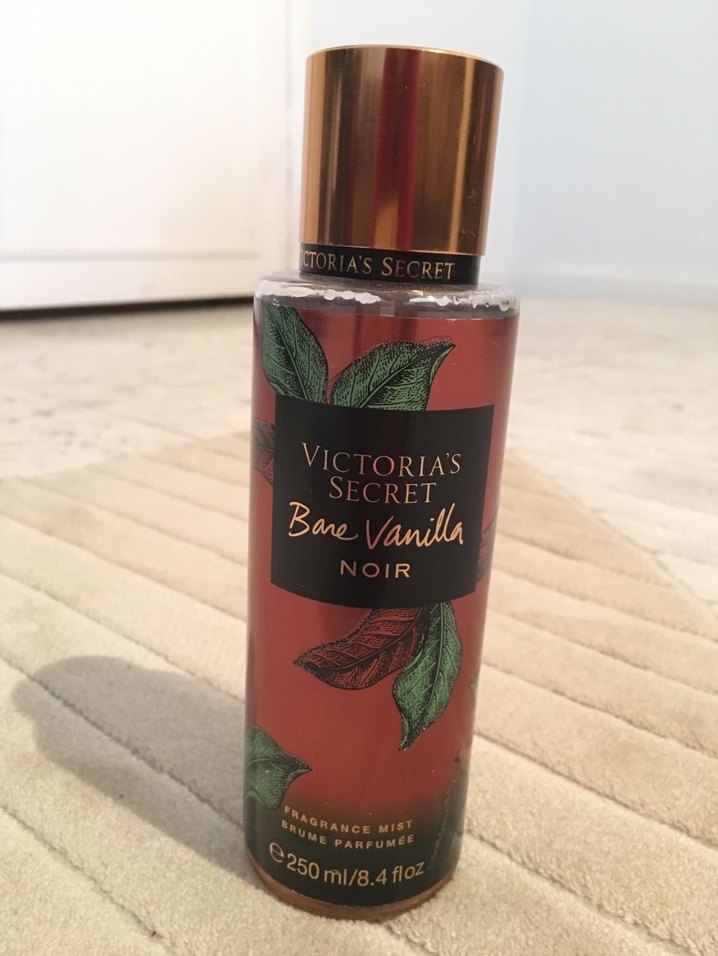 VICTORIA'S SECRET
VICTORIA'S
SECRET
Bare Vanilla
NOIR
FRAGRANCE MIST
BRUME PARFUMÉE
℮ 250 ml/8.4 fl oz